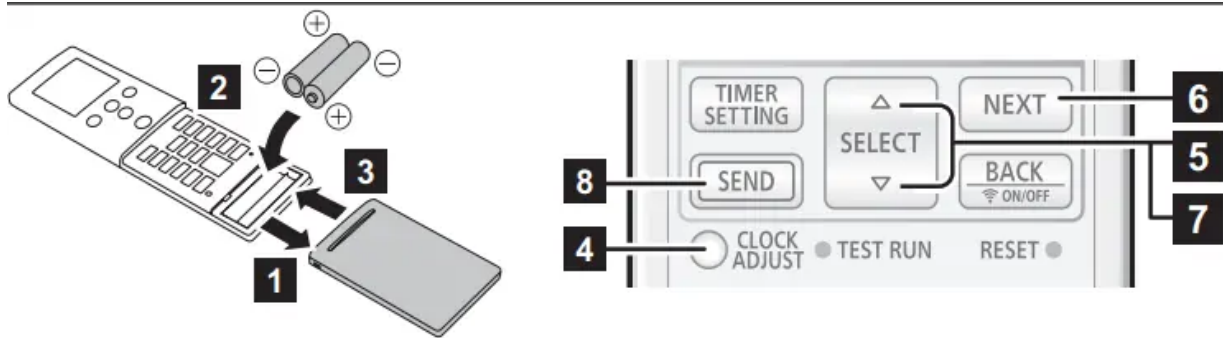 2
3
1
TIMER
SETTING
SELECT
NEXT
6
5
8
SEND
BACK
ON/OFF
7
4
CLOCK
ADJUST
TEST RUN
RESET